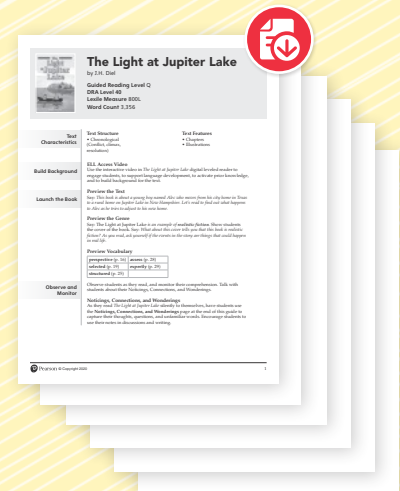 The Light at Jupiter Lake
by J.H. Diel
Guided Reading Level Q
DRA Level 40
Lexile Measure 800L
Word Count 3,356
Text
Characteristics
Text Structure
• Chronological
(Conflict, climax,
resolution)
Text Features
• Chapters
• Illustrations
Build Background
ELL Access Video
Use the interactive video in The Light at Jupiter Lake digital leveled reader to
engage students, to support language development, to activate prior knowledge,
and to build background for the text.
Launch the Book
Preview the Text
Say: This book is about a young boy named Alec who moves from his city home in Texas
to a rural home on Jupiter Lake in New Hampshire. Let's read to find out what happens
to Alec as he tries to adjust to his new home.
Preview the Genre
Say: The Light at Jupiter Lake is an example of realistic fiction. Show students
the cover of the book. Say: What about this cover tells you that this book is realistic
fiction? As you read, ask yourself if the events in the story are things that could happen
in real life.
Preview Vocabulary
perspective (p. 16) access (p. 28)
selected (p. 19) expertly (p. 29)
structured (p. 25)
Observe and
Monitor
Observe students as they read, and monitor their comprehension. Talk with
students about their Noticings, Connections, and Wonderings.
Noticings, Connections, and Wonderings
As they read The Light at Jupiter Lake silently to themselves, have students use
the Noticings, Connections, and Wonderings page at the end of this guide to
capture their thoughts, questions, and unfamiliar words. Encourage students to
use their notes in discussions and writing.
Pearson © Copyright 2020
1